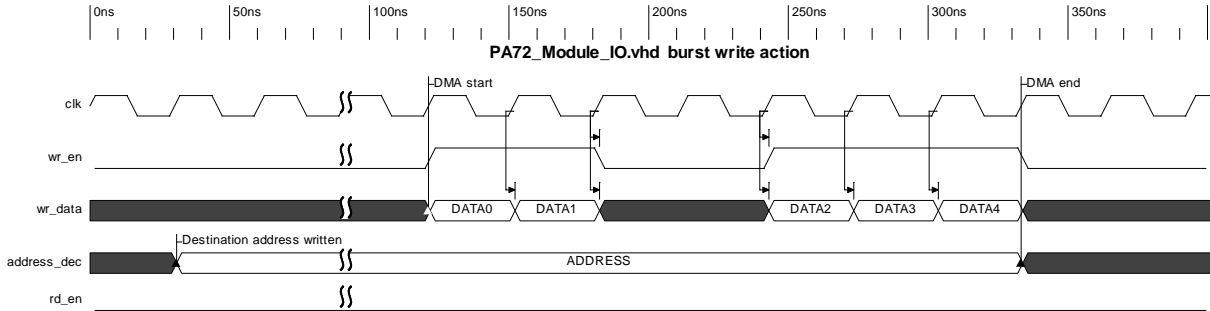 0ns 50ns 100ns 150ns 200ns 250ns 300ns 350ns
PA72_Module_IO.vhd burst write action
DMA start DMA end
clk
wr_en
wr_data DATA0 DATA1 DATA2 DATA3 DATA4
Destination address written
address_dec ADDRESS
rd_en